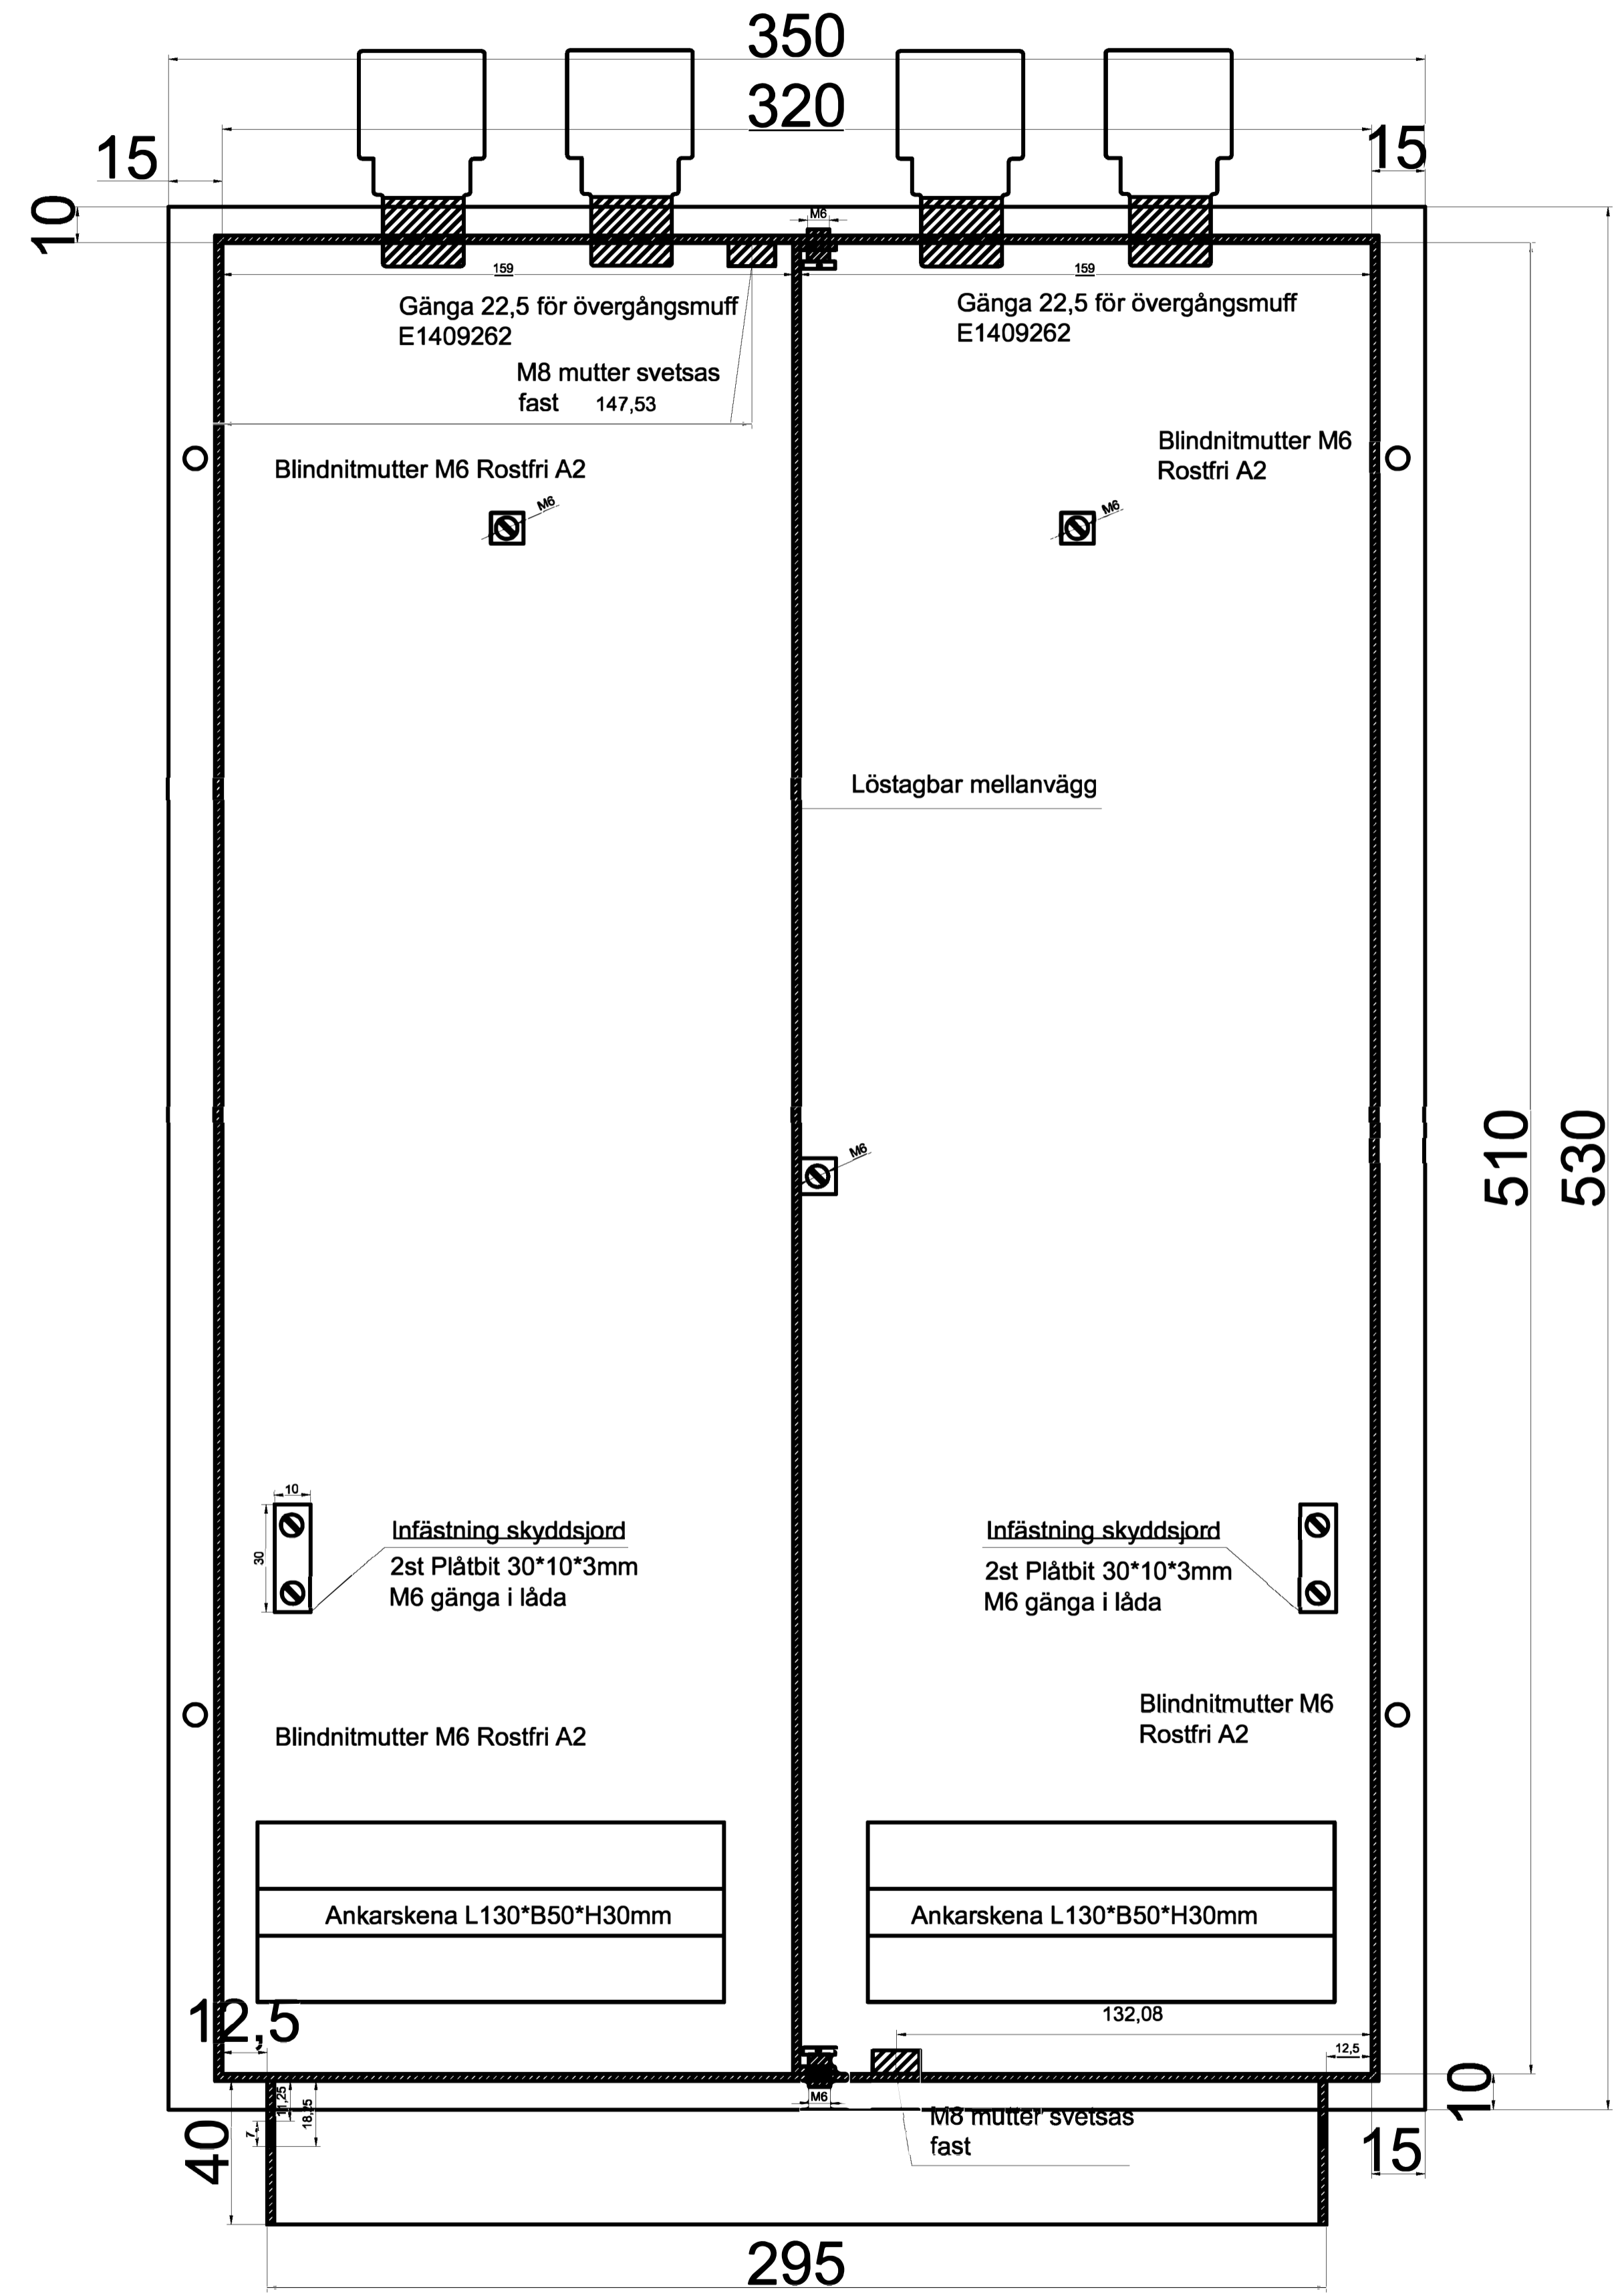 350
320
15
15
10
M6
159
159
Gänga 22,5 för övergångsmuff
E1409262
Gänga 22,5 för övergångsmuff
E1409262
M8 mutter svetsas
fast 147,53
Blindnitmutter M6 Rostfri A2
Blindnitmutter M6
Rostfri A2
M6
M6
Löstagbar mellanvägg
M6
510
530
10
30
Infästning skyddsjord
2st Plåtbit 30*10*3mm
M6 gänga i låda
Infästning skyddsjord
2st Plåtbit 30*10*3mm
M6 gänga i låda
Blindnitmutter M6 Rostfri A2
Blindnitmutter M6
Rostfri A2
Ankarskena L130*B50*H30mm
Ankarskena L130*B50*H30mm
12,5
132,08
12,5
10
11,25
18,25
7
40
M6
M8 mutter svetsas
fast
15
295